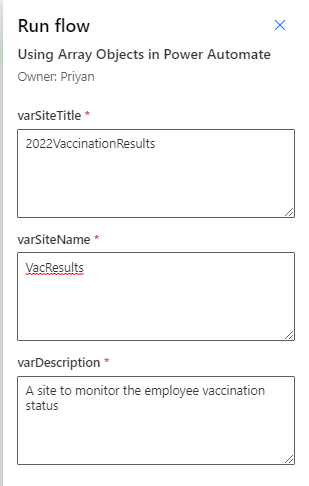 Run flow
Using Array Objects in Power Automate
Owner: Priyan
varSiteTitle *
2022VaccinationResults
varSiteName *
VacResults
varDescription *
A site to monitor the employee vaccination
status